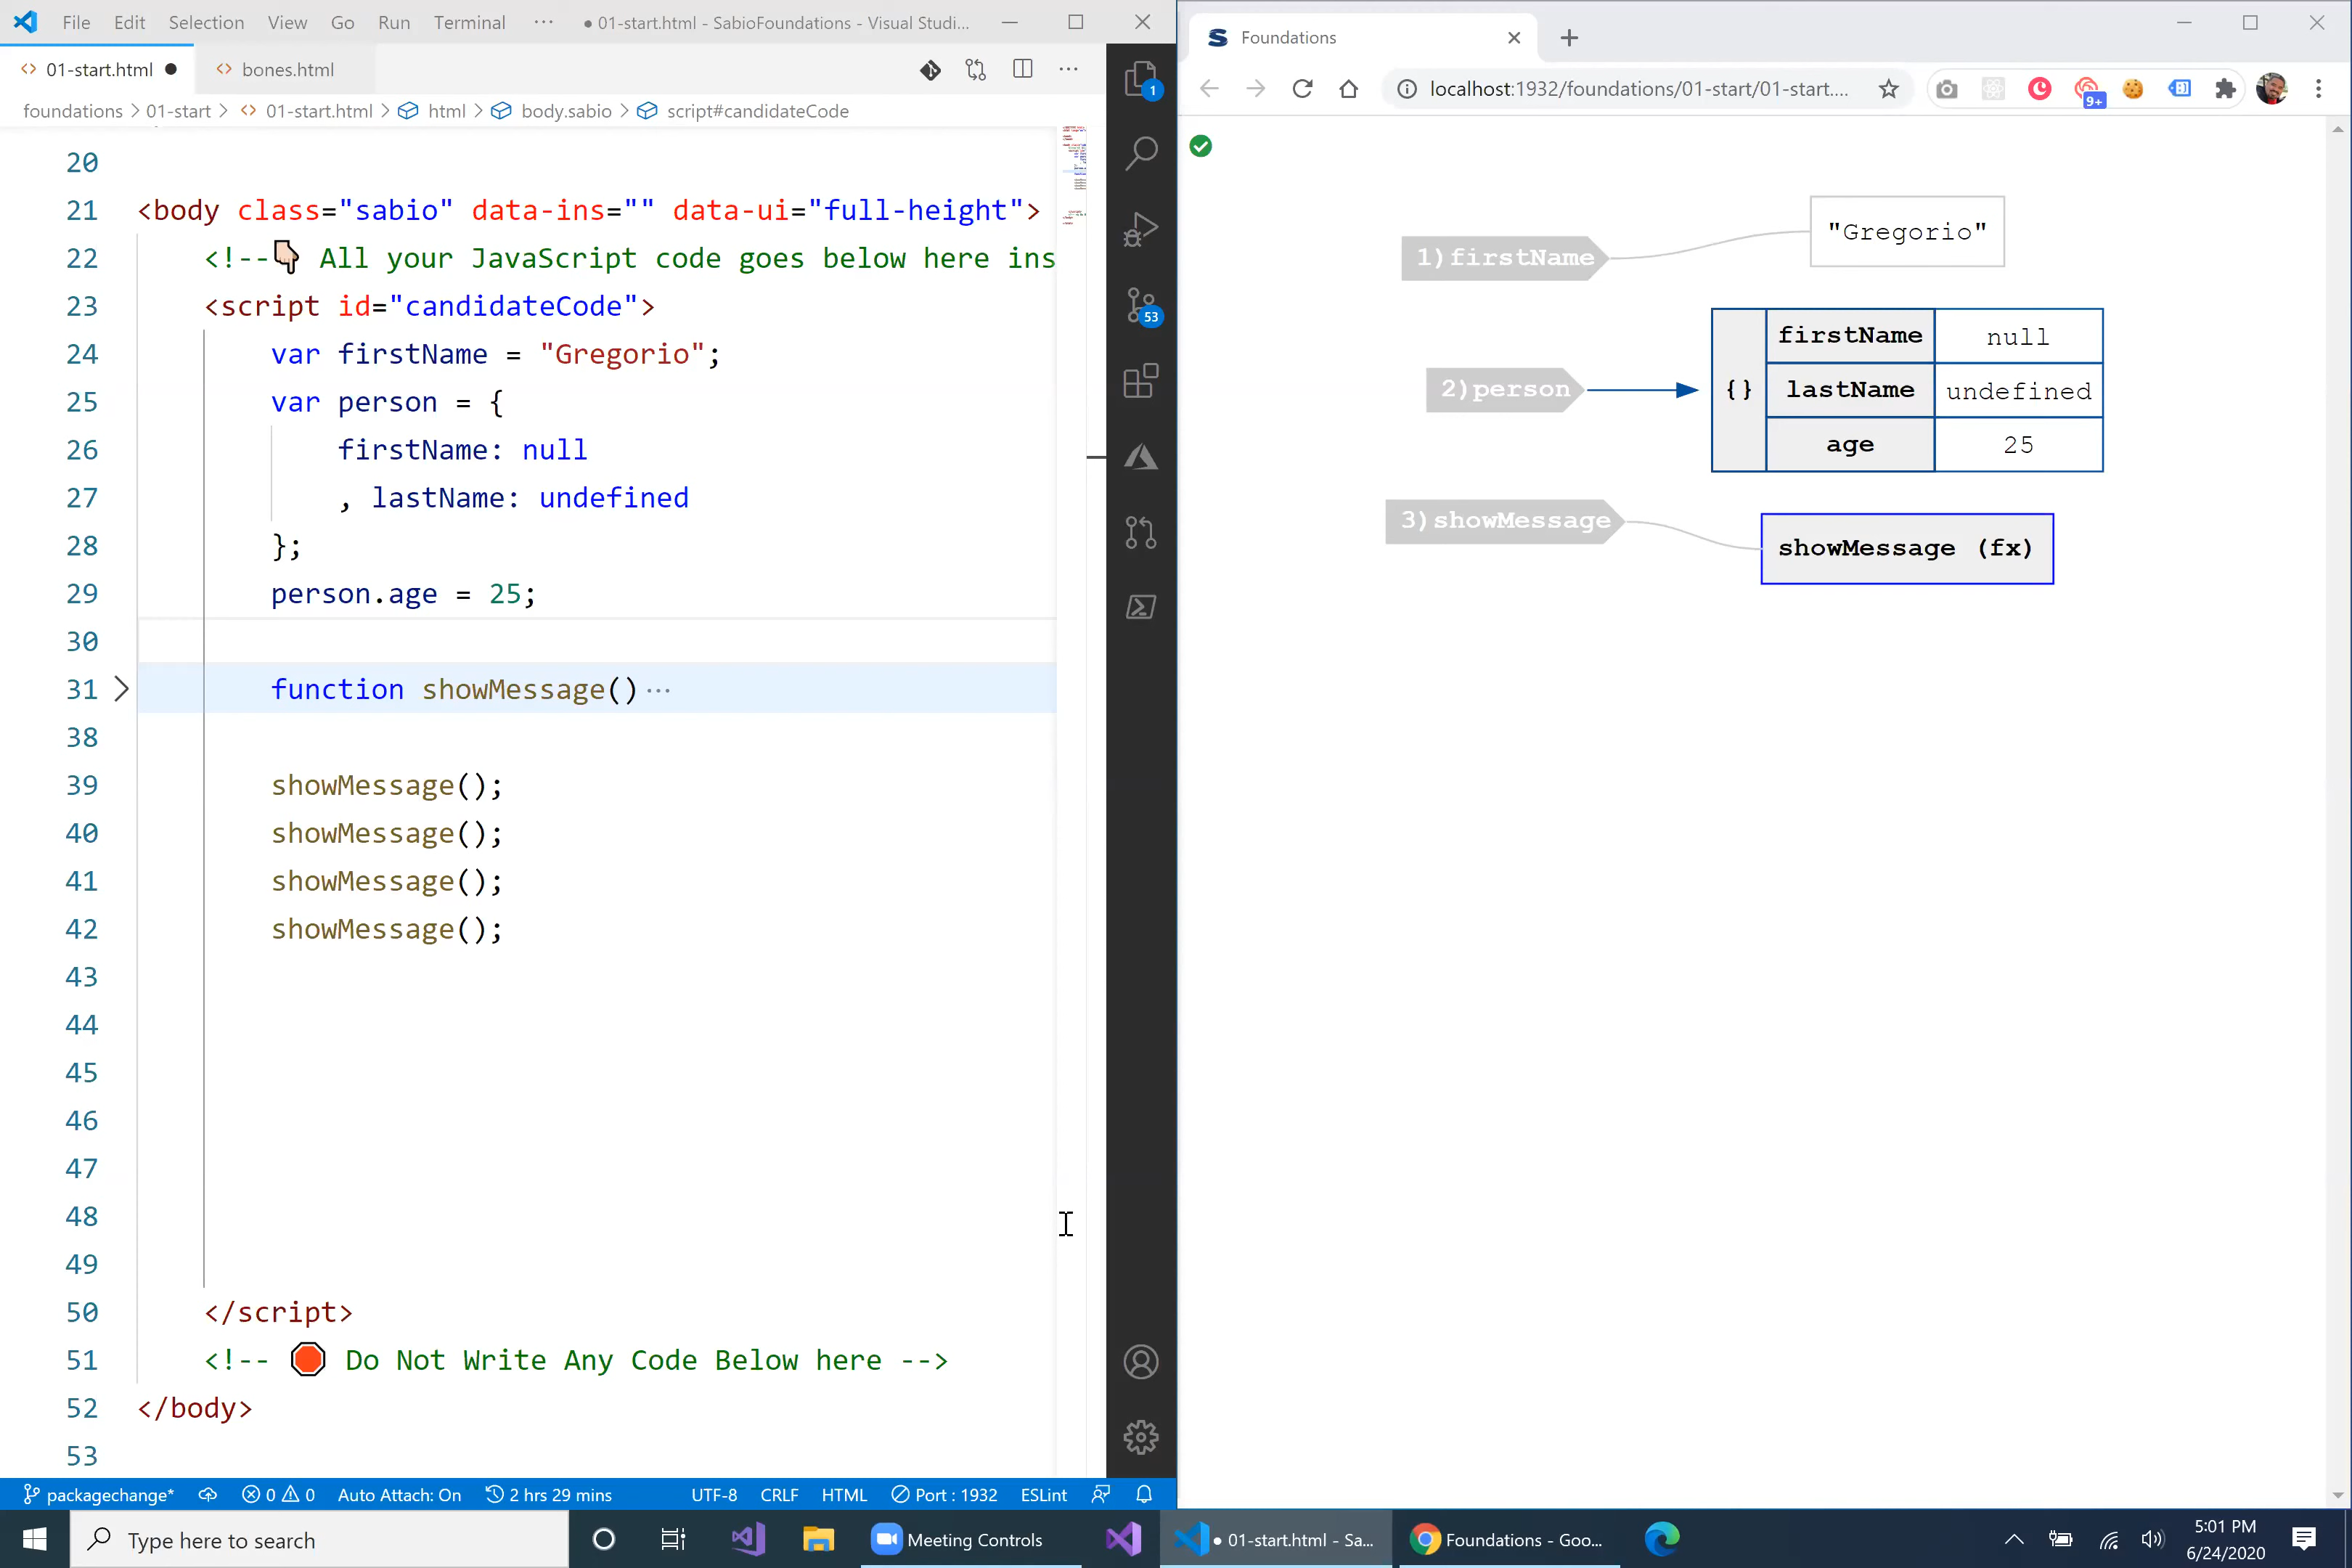 File Edit Selection View Go Run Terminal ··· ● 01-start.html - SabioFoundations - Visual Studi...
01-start.html ● bones.html
foundations > 01-start > 01-start.html > html > body.sabio > script#candidateCode
20
21 <body class="sabio" data-ins="" data-ui="full-height">
22 <!--👇🏻 All your JavaScript code goes below here ins
23 <script id="candidateCode">
24 var firstName = "Gregorio";
25 var person = {
26 firstName: null
27 , lastName: undefined
28 };
29 person.age = 25;
30
31 function showMessage()···
38
39 showMessage();
40 showMessage();
41 showMessage();
42 showMessage();
43
44
45
46
47
48
49
50 </script>
51 <!-- 🛑 Do Not Write Any Code Below here -->
52 </body>
53
1
53
packagechange* 0 0 Auto Attach: On 2 hrs 29 mins UTF-8 CRLF HTML Port : 1932 ESLint
Foundations
localhost:1932/foundations/01-start/01-start....
9+
1)firstName "Gregorio"
2)person {} firstName null
lastName undefined
age 25
3)showMessage showMessage (fx)
Type here to search Meeting Controls ● 01-start.html - Sa... Foundations - Goo...
5:01 PM
6/24/2020